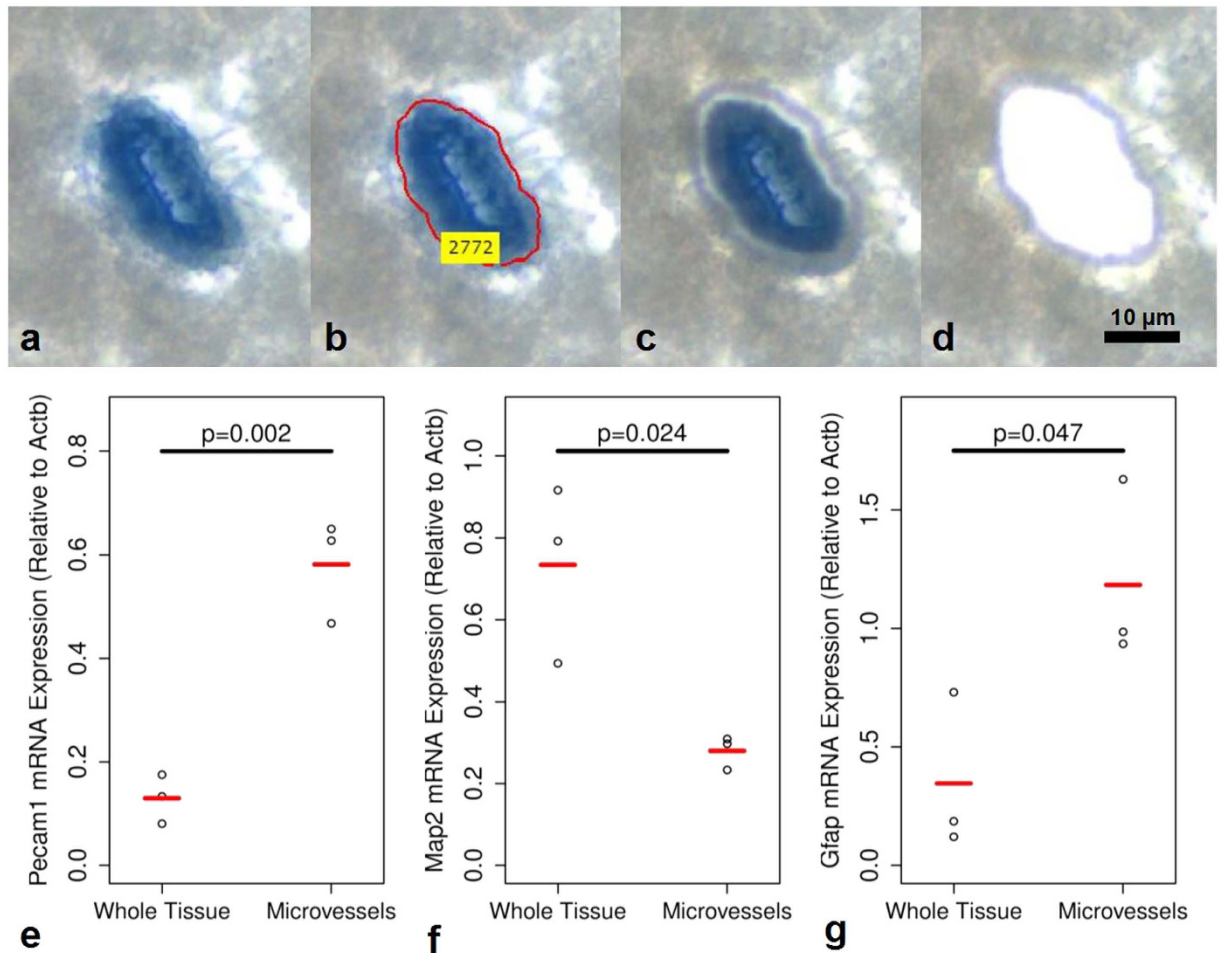 2772
a
b
c
d
10 µm
Pecam1 mRNA Expression (Relative to Actb)
0.8
0.6
0.4
0.2
0.0
p=0.002
Whole Tissue
Microvessels
e
Map2 mRNA Expression (Relative to Actb)
1.0
0.8
0.6
0.4
0.2
0.0
p=0.024
Whole Tissue
Microvessels
f
Gfap mRNA Expression (Relative to Actb)
1.5
1.0
0.5
0.0
p=0.047
Whole Tissue
Microvessels
g